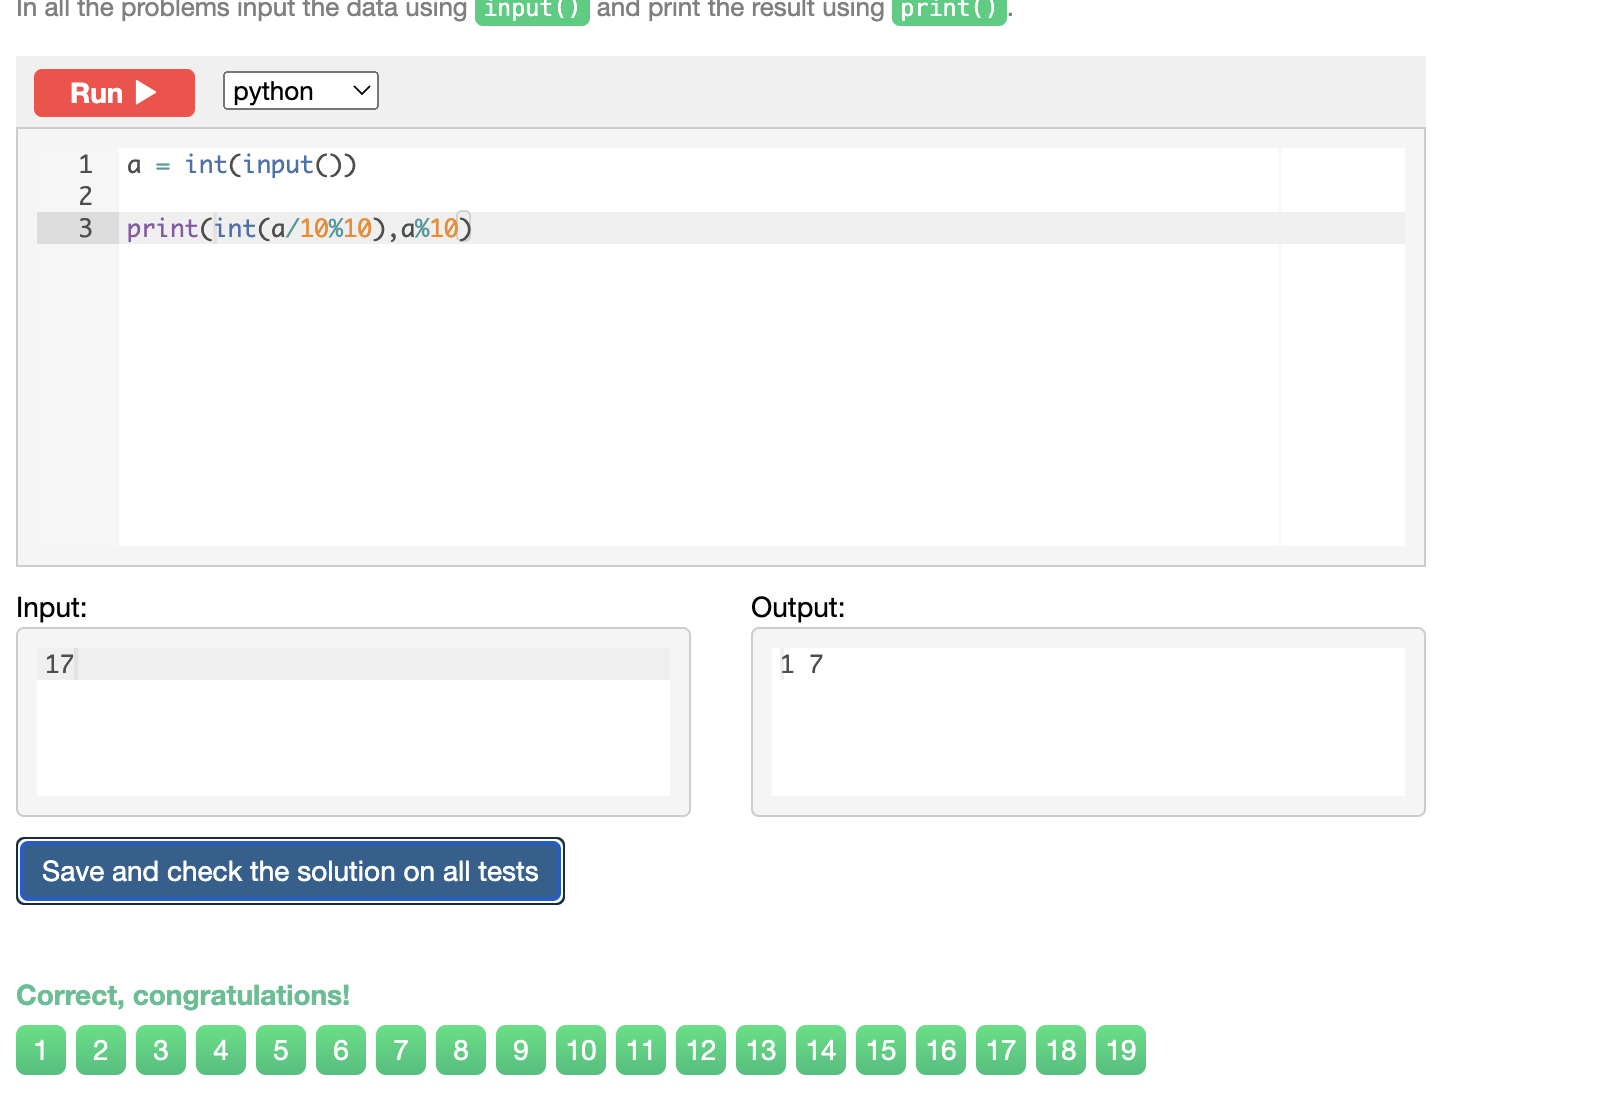 In all the problems input the data using input() and print the result using print().
Run python
1 a = int(input())
2
3 print(int(a/10%10),a%10)
Input: Output:
17 1 7
Save and check the solution on all tests
Correct, congratulations!
1 2 3 4 5 6 7 8 9 10 11 12 13 14 15 16 17 18 19